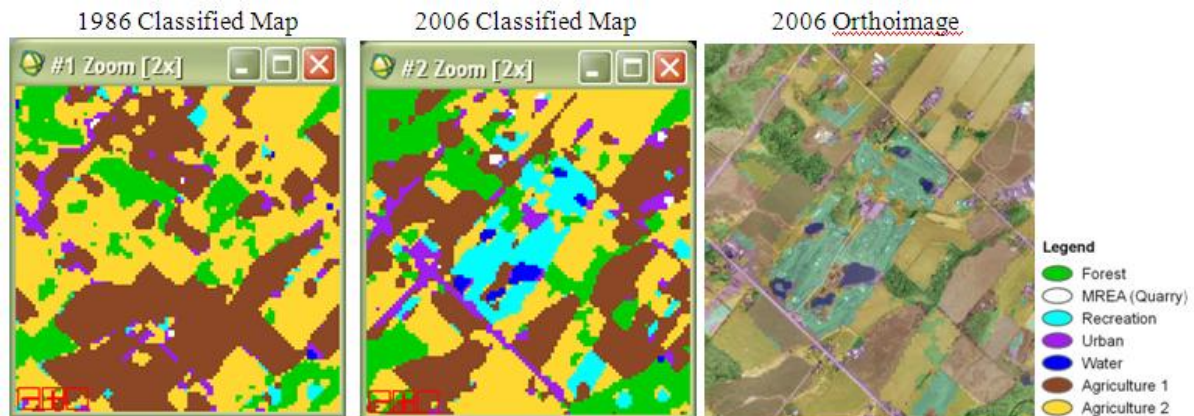 1986 Classified Map
2006 Classified Map
2006 Orthoimage
#1 Zoom [2x]
#2 Zoom [2x]
Legend
Forest
MREA (Quarry)
Recreation
Urban
Water
Agriculture 1
Agriculture 2